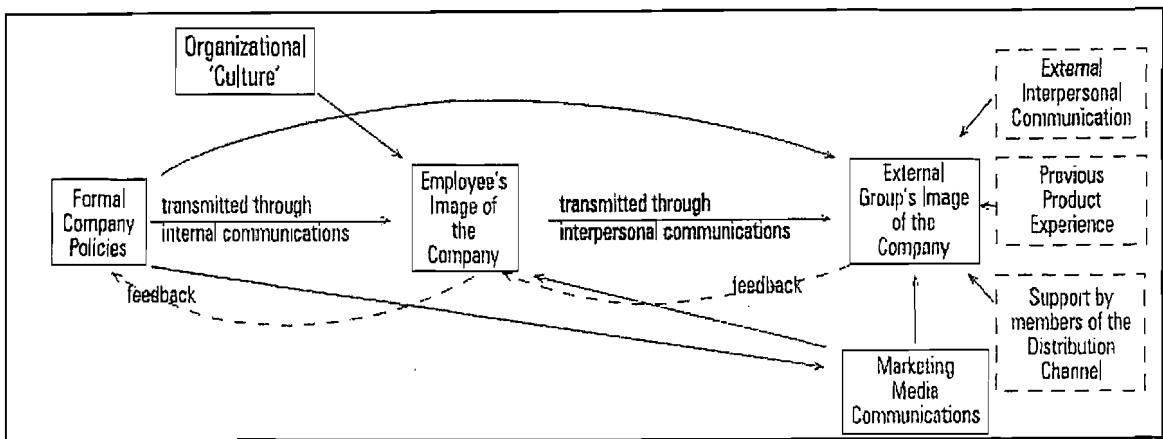 Organizational
'Culture'
External
Interpersonal
Communication
Formal
Company
Policies
transmitted through
internal communications
Employee's
Image of
the
Company
transmitted through
interpersonal communications
External
Group's Image
of the
Company
Previous
Product
Experience
feedback
feedback
Support by
members of the
Distribution
Channel
Marketing
Media
Communications